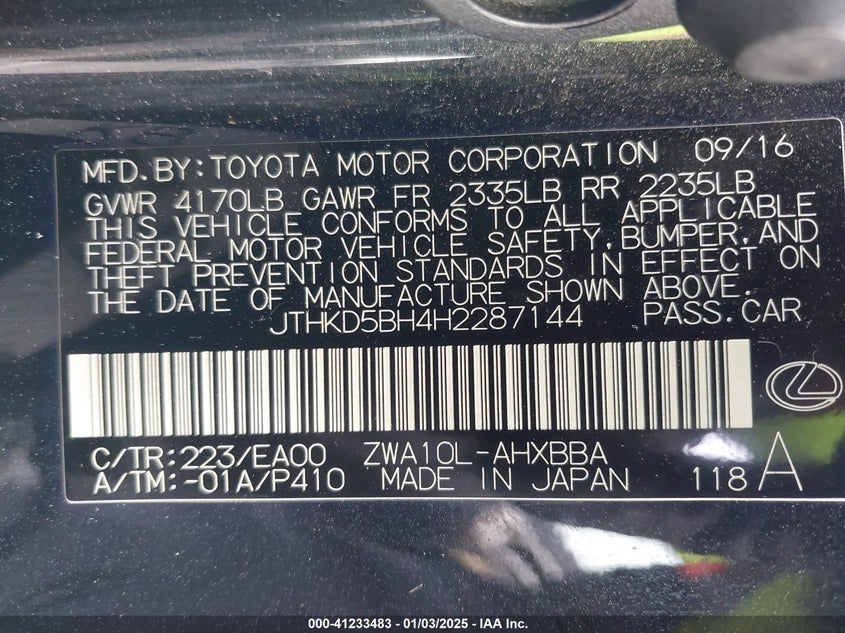 MFD.BY:TOYOTA MOTOR CORPORATION 09/16
GVWR 4170LB GAWR FR 2335LB RR 2235LB
THIS VEHICLE CONFORMS TO ALL APPLICABLE
FEDERAL MOTOR VEHICLE SAFETY,BUMPER,AND
THEFT PREVENTION STANDARDS IN EFFECT ON
THE DATE OF MANUFACTURE SHOWN ABOVE.
JTHKD5BH4H2287144 PASS.CAR
C/TR:223/EA00 ZWA10L-AHXBBA
A/TM:-01A/P410 MADE IN JAPAN 118 A
000-41233483 - 01/03/2025 - IAA Inc.